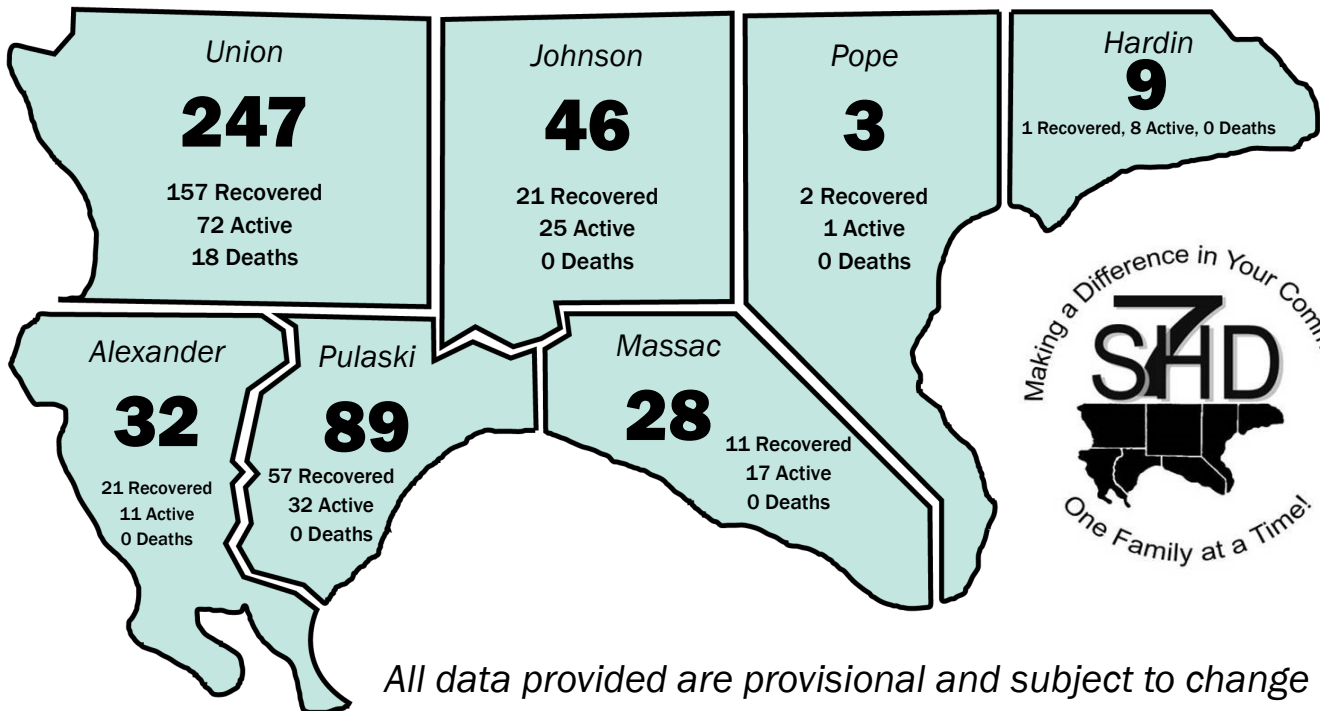 Union
247
157 Recovered
72 Active
18 Deaths
Johnson
46
21 Recovered
25 Active
0 Deaths
Pope
3
2 Recovered
1 Active
0 Deaths
Hardin
9
1 Recovered, 8 Active, 0 Deaths
Alexander
32
21 Recovered
11 Active
0 Deaths
Pulaski
89
57 Recovered
32 Active
0 Deaths
Massac
28
11 Recovered
17 Active
0 Deaths
Making a Difference in Your
S7HD
One Family at a Time!
All data provided are provisional and subject to change